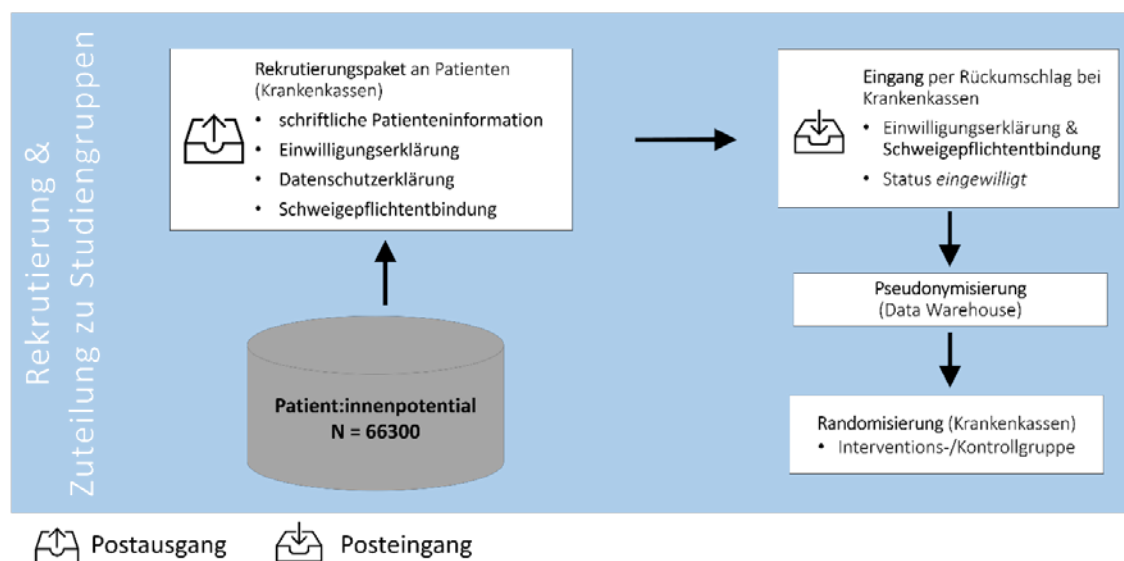 Rekrutierung &
Zuteilung zu Studiengruppen
Rekrutierungspaket an Patienten
(Krankenkassen)
• schriftliche Patienteninformation
• Einwilligungserklärung
• Datenschutzerklärung
• Schweigepflichtentbindung
Patient:innenpotential
N = 66300
Eingang per Rückumschlag bei
Krankenkassen
• Einwilligungserklärung &
Schweigepflichtentbindung
• Status eingewilligt
Pseudonymisierung
(Data Warehouse)
Randomisierung (Krankenkassen)
• Interventions-/Kontrollgruppe
Postausgang
Posteingang